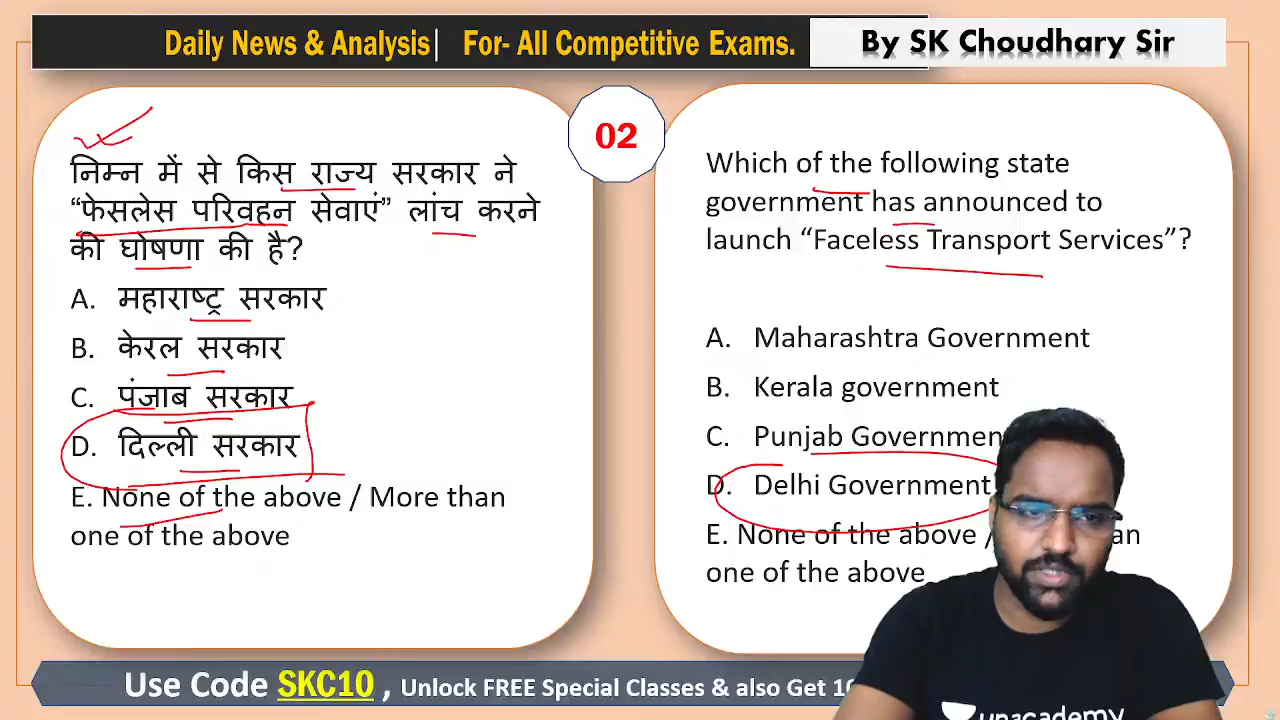 Daily News & Analysis| For- All Competitive Exams.
By SK Choudhary Sir
02
निम्न में से किस राज्य सरकार ने
“फेसलेस परिवहन सेवाएं” लांच करने
की घोषणा की है?
A. महाराष्ट्र सरकार
B. केरल सरकार
C. पंजाब सरकार
D. दिल्ली सरकार
E. None of the above / More than
one of the above
Which of the following state
government has announced to
launch “Faceless Transport Services”?
A. Maharashtra Government
B. Kerala government
C. Punjab Governmen
D. Delhi Government
E. None of the above /
one of the above
Use Code SKC10 , Unlock FREE Special Classes & also Get
unacademy